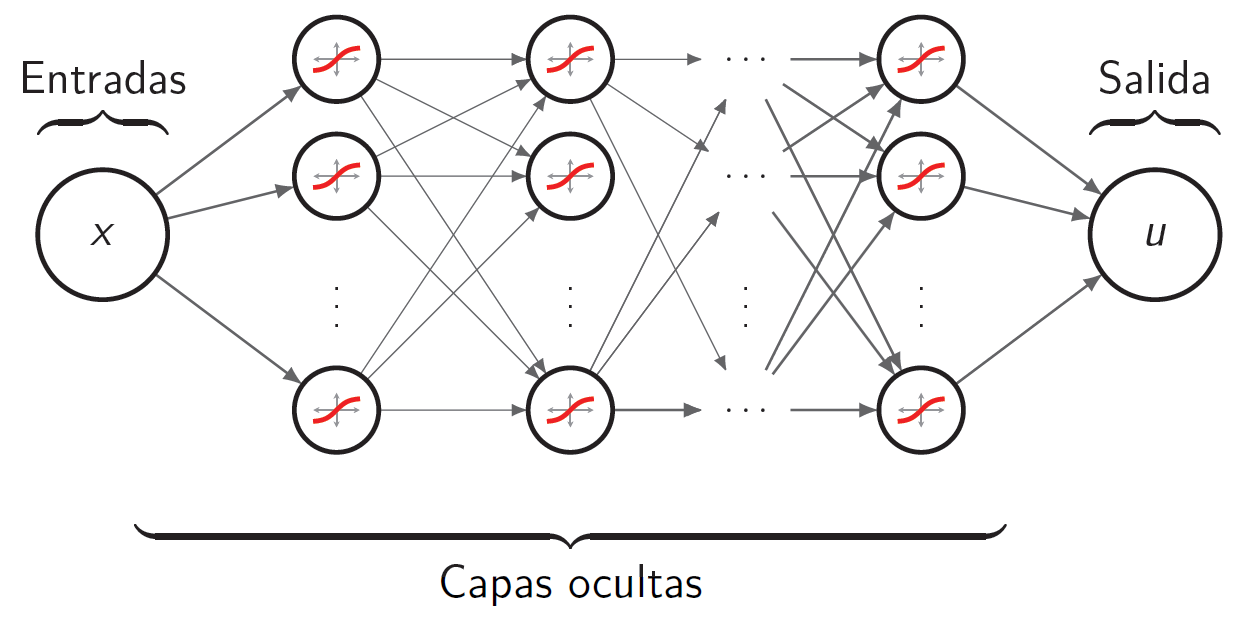 Entradas
Salida
x
u
Capas ocultas